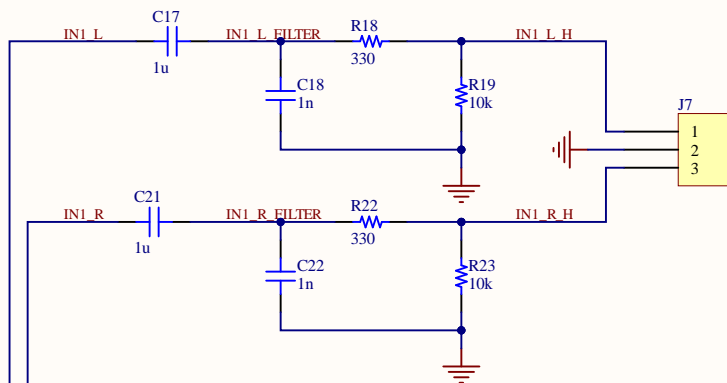 C17
IN1_L
1u
IN1_L_FILTER
R18
330
IN1_L_H
C18
1n
R19
10k
J7
1
2
3
C21
IN1_R
1u
IN1_R_FILTER
R22
330
IN1_R_H
C22
1n
R23
10k